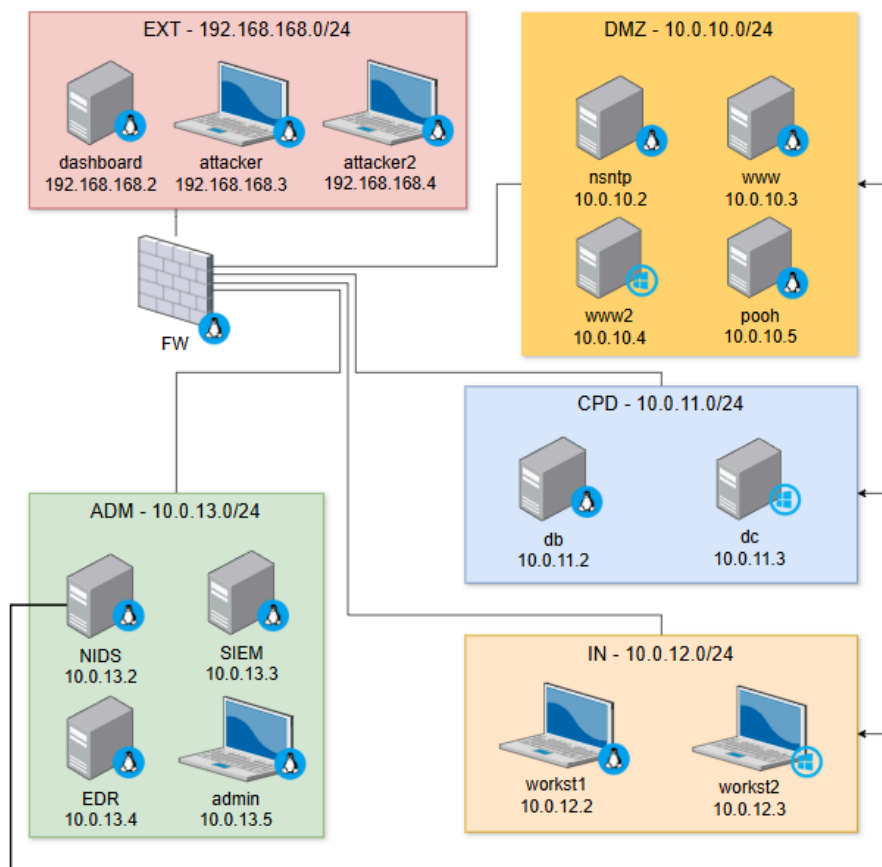 EXT - 192.168.168.0/24
dashboard
192.168.168.2
attacker
192.168.168.3
attacker2
192.168.168.4
DMZ - 10.0.10.0/24
nsntp
10.0.10.2
www
10.0.10.3
www2
10.0.10.4
pooh
10.0.10.5
FW
CPD - 10.0.11.0/24
db
10.0.11.2
dc
10.0.11.3
ADM - 10.0.13.0/24
NIDS
10.0.13.2
SIEM
10.0.13.3
EDR
10.0.13.4
admin
10.0.13.5
IN - 10.0.12.0/24
workst1
10.0.12.2
workst2
10.0.12.3